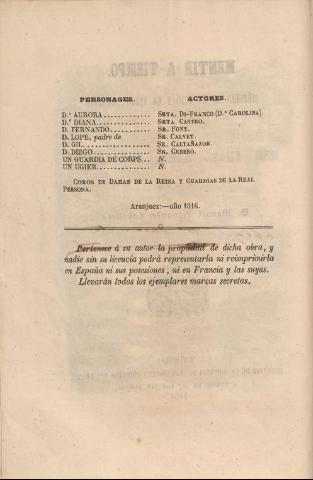 PERSONAGES. ACTORES.
D.ª AURORA............ SRTA. DI-FRANCO (D.ª CAROLINA).
D.ª DIANA............. SRTA. CASTRO.
D. FERNANDO.......... SR. FONT.
D. LOPE, padre de SR. CALVET.
D. GIL................ SR. CALTAÑAZOR.
D. DIEGO.............. SR. CUBERO.
UN GUARDIA DE CORPS... N.
UN UGIER.............. N.
COROS DE DAMAS DE LA REINA Y GUARDIAS DE LA REAL
PERSONA.
Aranjuez:—año 1816.
Pertenece á su autor la propiedad de dicha obra, y
nadie sin su licencia podrá representarla ni reimprimirla
en España ni sus posesiones, ni en Francia y las suyas.
Llevarán todos los ejemplares marcas secretas.